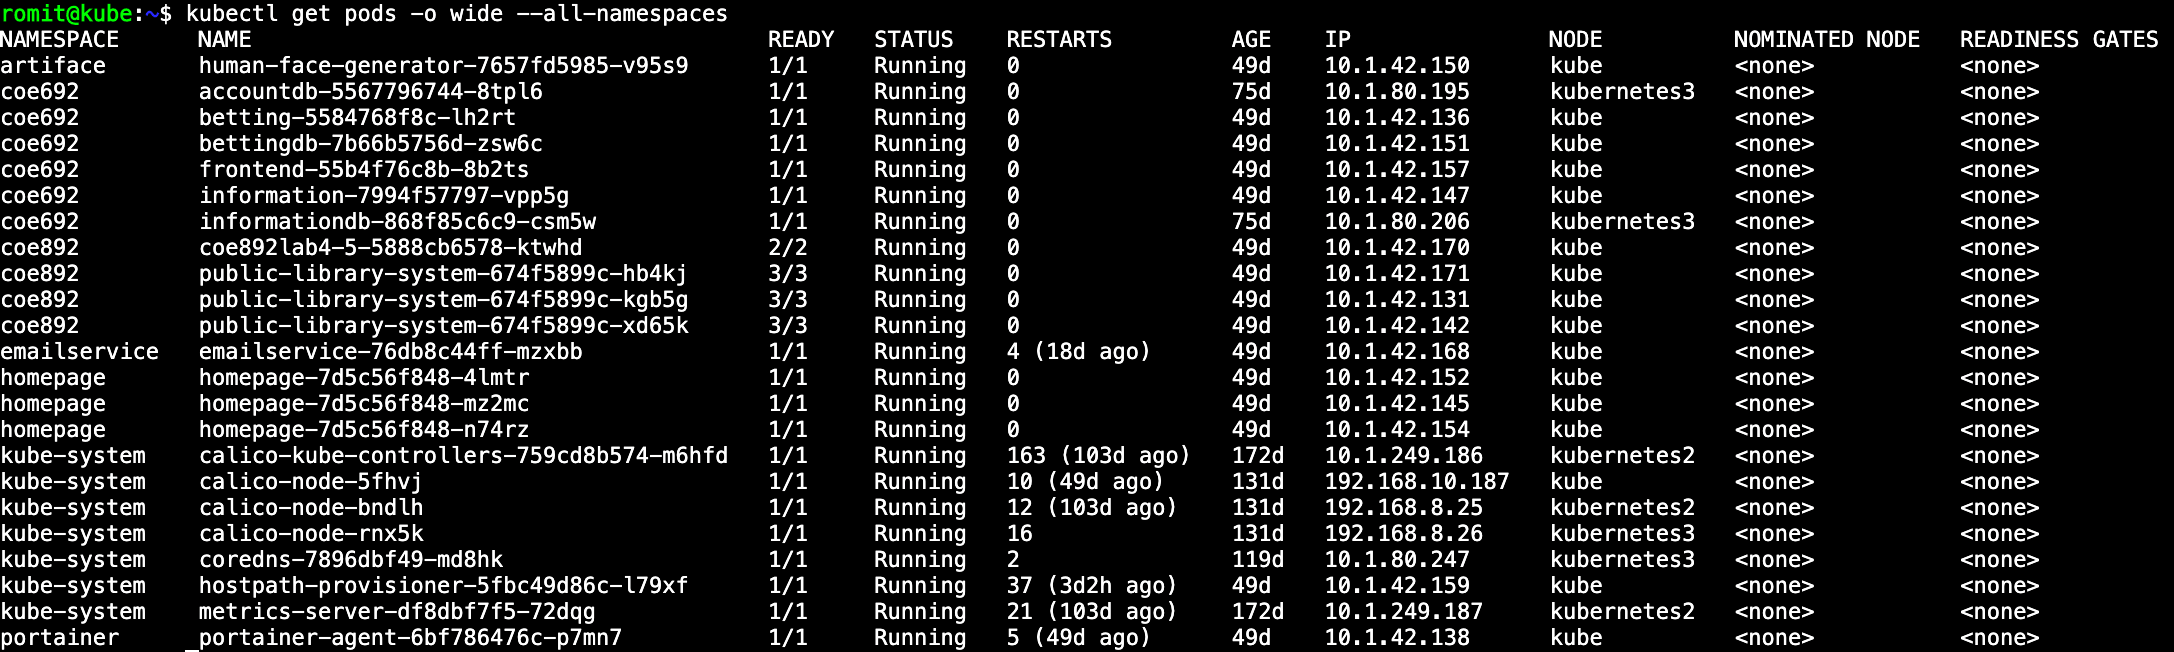 romit@kube:~$ kubectl get pods -o wide --all-namespaces
NAMESPACE NAME READY STATUS RESTARTS AGE IP NODE NOMINATED NODE READINESS GATES
artiface human-face-generator-7657fd5985-v95s9 1/1 Running 0 49d 10.1.42.150 kube <none> <none>
coe692 accountdb-5567796744-8tpl6 1/1 Running 0 75d 10.1.80.195 kubernetes3 <none> <none>
coe692 betting-5584768f8c-lh2rt 1/1 Running 0 49d 10.1.42.136 kube <none> <none>
coe692 bettingdb-7b66b5756d-zsw6c 1/1 Running 0 49d 10.1.42.151 kube <none> <none>
coe692 frontend-55b4f76c8b-8b2ts 1/1 Running 0 49d 10.1.42.157 kube <none> <none>
coe692 information-7994f57797-vpp5g 1/1 Running 0 49d 10.1.42.147 kube <none> <none>
coe692 informationdb-868f85c6c9-csm5w 1/1 Running 0 75d 10.1.80.206 kubernetes3 <none> <none>
coe892 coe892lab4-5-5888cb6578-ktwhd 2/2 Running 0 49d 10.1.42.170 kube <none> <none>
coe892 public-library-system-674f5899c-hb4kj 3/3 Running 0 49d 10.1.42.171 kube <none> <none>
coe892 public-library-system-674f5899c-kgb5g 3/3 Running 0 49d 10.1.42.131 kube <none> <none>
coe892 public-library-system-674f5899c-xd65k 3/3 Running 0 49d 10.1.42.142 kube <none> <none>
emailservice emailservice-76db8c44ff-mzxbb 1/1 Running 4 (18d ago) 49d 10.1.42.168 kube <none> <none>
homepage homepage-7d5c56f848-4lmtr 1/1 Running 0 49d 10.1.42.152 kube <none> <none>
homepage homepage-7d5c56f848-mz2mc 1/1 Running 0 49d 10.1.42.145 kube <none> <none>
homepage homepage-7d5c56f848-n74rz 1/1 Running 0 49d 10.1.42.154 kube <none> <none>
kube-system calico-kube-controllers-759cd8b574-m6hfd 1/1 Running 163 (103d ago) 172d 10.1.249.186 kubernetes2 <none> <none>
kube-system calico-node-5fhvj 1/1 Running 10 (49d ago) 131d 192.168.10.187 kube <none> <none>
kube-system calico-node-bndlh 1/1 Running 12 (103d ago) 131d 192.168.8.25 kubernetes2 <none> <none>
kube-system calico-node-rnx5k 1/1 Running 16 131d 192.168.8.26 kubernetes3 <none> <none>
kube-system coredns-7896dbf49-md8hk 1/1 Running 2 119d 10.1.80.247 kubernetes3 <none> <none>
kube-system hostpath-provisioner-5fbc49d86c-l79xf 1/1 Running 37 (3d2h ago) 49d 10.1.42.159 kube <none> <none>
kube-system metrics-server-df8dbf7f5-72dqg 1/1 Running 21 (103d ago) 172d 10.1.249.187 kubernetes2 <none> <none>
portainer portainer-agent-6bf786476c-p7mn7 1/1 Running 5 (49d ago) 49d 10.1.42.138 kube <none> <none>